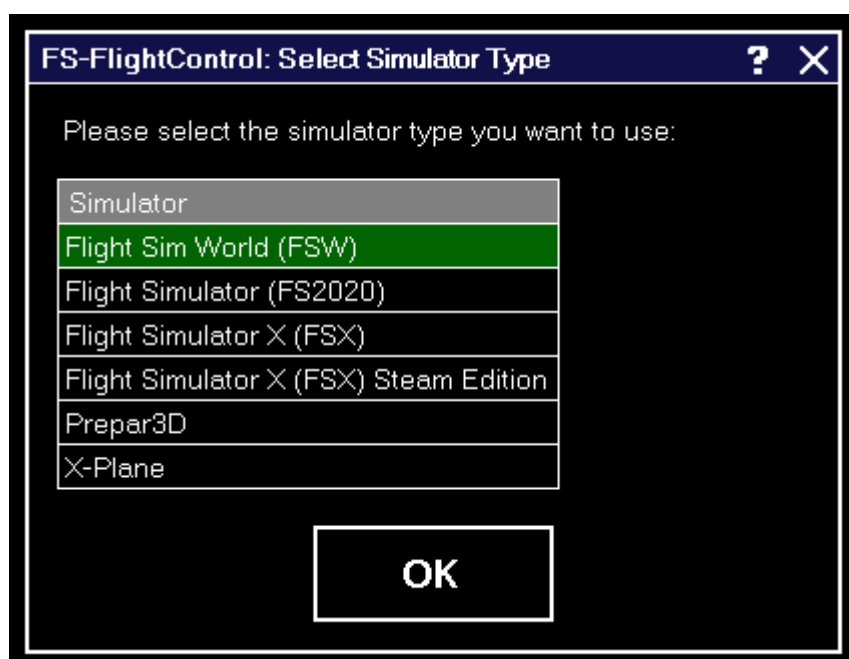 FS-FlightControl: Select Simulator Type ? X
Please select the simulator type you want to use:
Simulator
Flight Sim World (FSW)
Flight Simulator (FS2020)
Flight Simulator X (FSX)
Flight Simulator X (FSX) Steam Edition
Prepar3D
X-Plane
OK